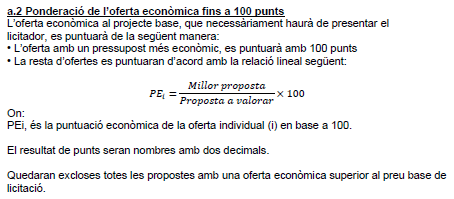 a.2 Ponderació de l'oferta econòmica fins a 100 punts
L'oferta econòmica al projecte base, que necessàriament haurà de presentar el
licitador, es puntuarà de la següent manera:
• L'oferta amb un pressupost més econòmic, es puntuarà amb 100 punts
• La resta d'ofertes es puntuaran d'acord amb la relació lineal següent:
PEi = Millor proposta / Proposta a valorar × 100
On:
PEi, és la puntuació econòmica de la oferta individual (i) en base a 100.
El resultat de punts seran nombres amb dos decimals.
Quedaran excloses totes les propostes amb una oferta econòmica superior al preu base de
licitació.